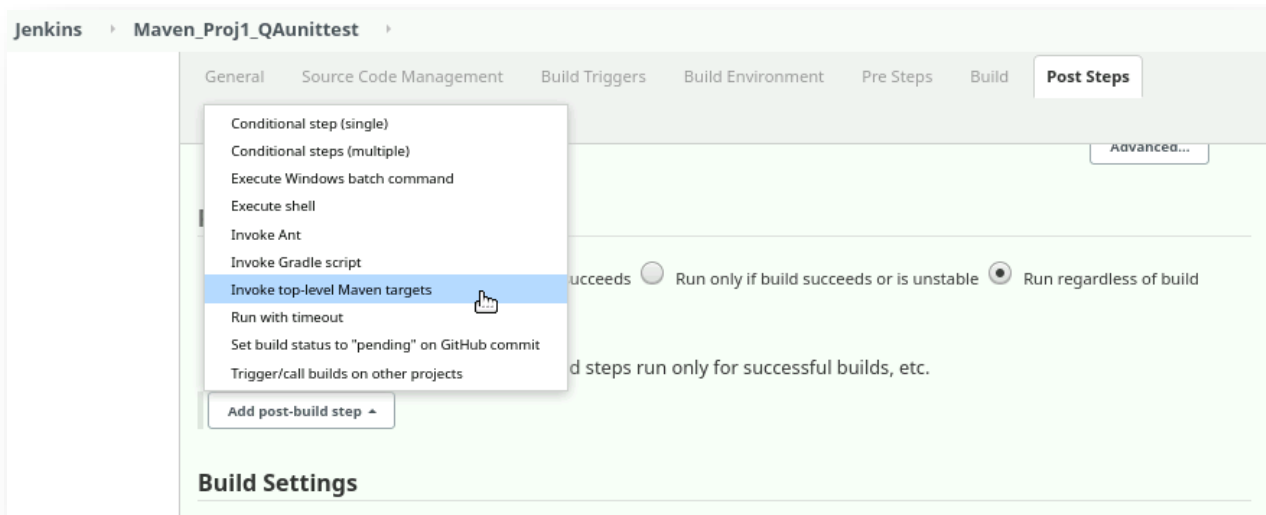 Jenkins Maven_Proj1_QAunittest
General Source Code Management Build Triggers Build Environment Pre Steps Build Post Steps
Conditional step (single)
Conditional steps (multiple)
Advanced...
Execute Windows batch command
Execute shell
Invoke Ant
Invoke Gradle script
ucceeds Run only if build succeeds or is unstable Run regardless of build
Invoke top-level Maven targets
Run with timeout
Set build status to "pending" on GitHub commit
d steps run only for successful builds, etc.
Trigger/call builds on other projects
Add post-build step
Build Settings